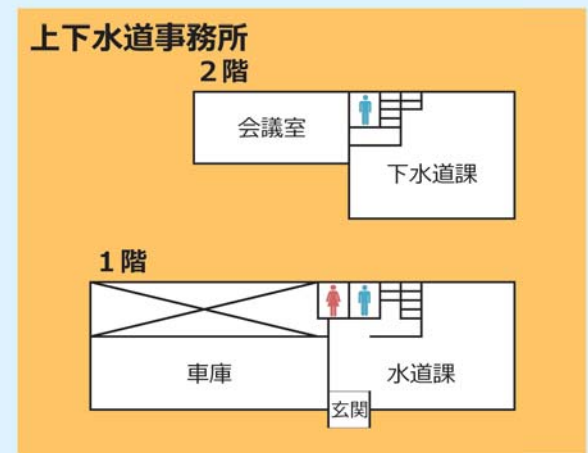 上下水道事務所
２階
会議室
下水道課
１階
車庫
水道課
玄関